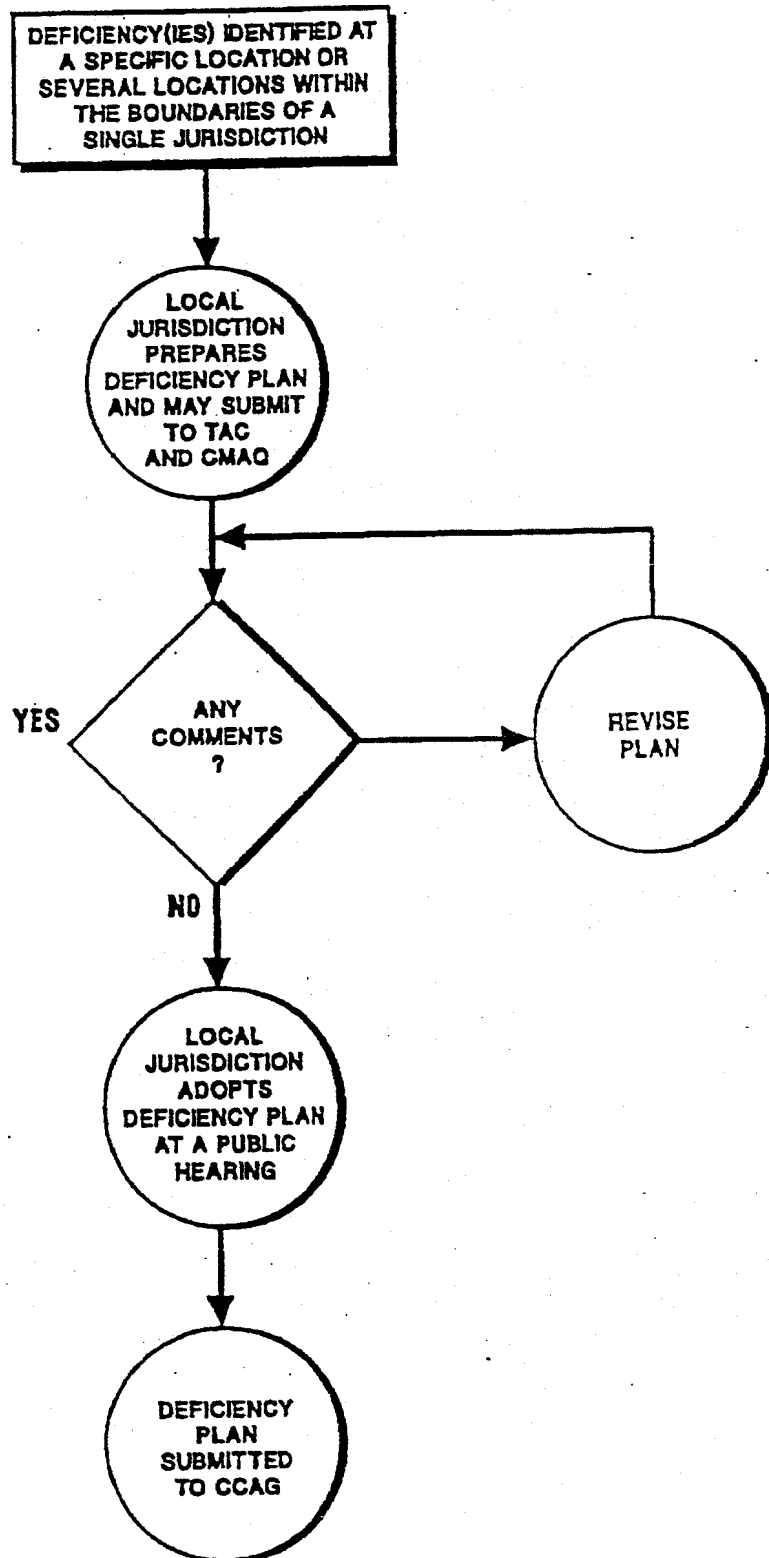 DEFICIENCY(IES) IDENTIFIED AT
A SPECIFIC LOCATION OR
SEVERAL LOCATIONS WITHIN
THE BOUNDARIES OF A
SINGLE JURISDICTION
LOCAL
JURISDICTION
PREPARES
DEFICIENCY PLAN
AND MAY SUBMIT
TO TAC
AND CMAQ
YES
ANY
COMMENTS
?
REVISE
PLAN
NO
LOCAL
JURISDICTION
ADOPTS
DEFICIENCY PLAN
AT A PUBLIC
HEARING
DEFICIENCY
PLAN
SUBMITTED
TO CCAG